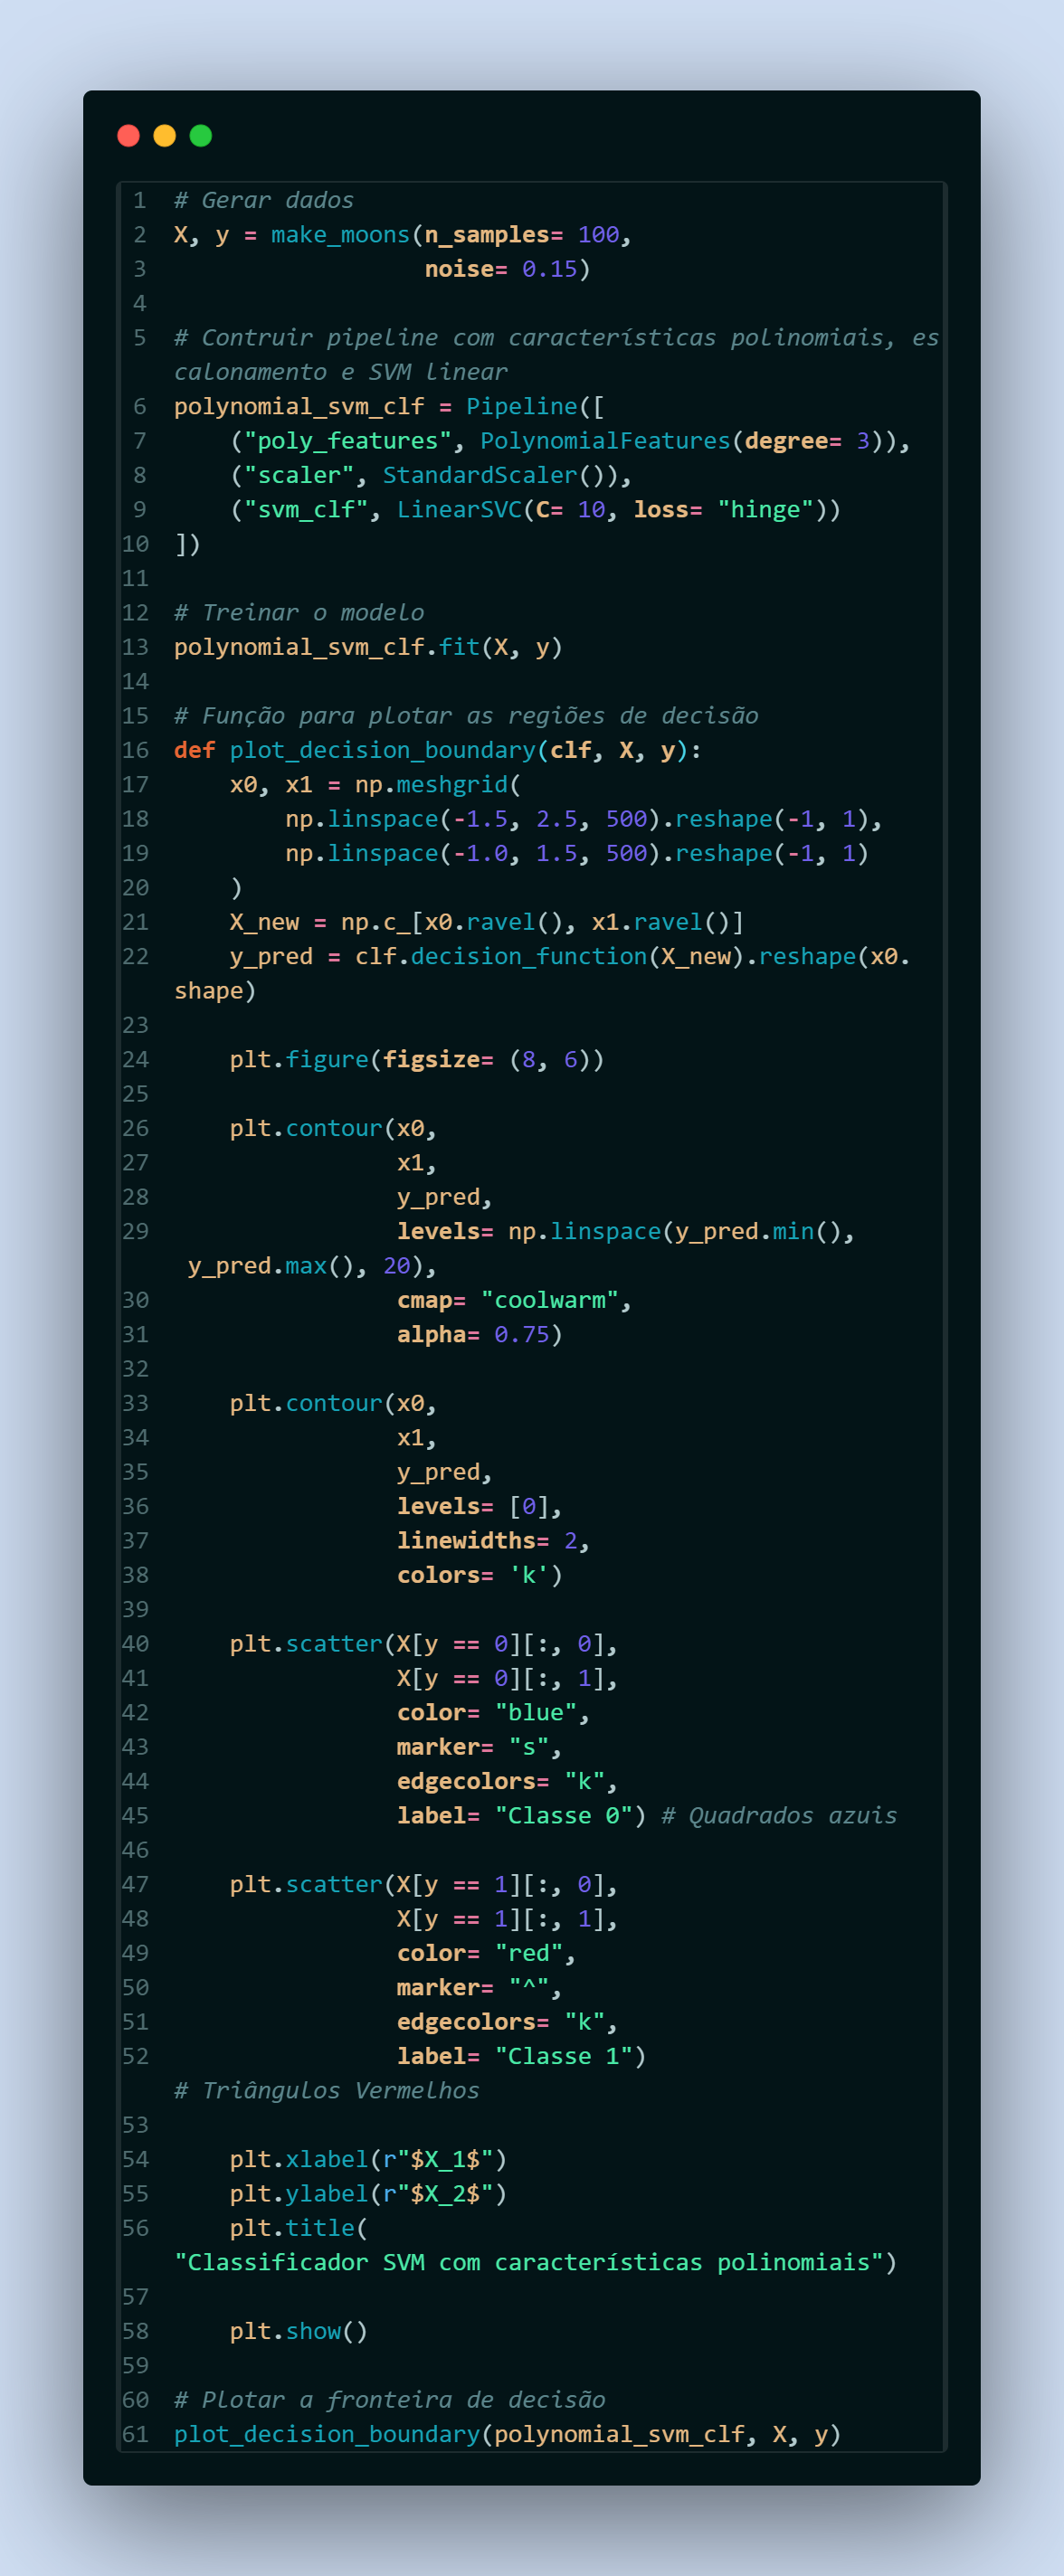 1 # Gerar dados
2 X, y = make_moons(n_samples= 100,
3                   noise= 0.15)
4
5 # Contruir pipeline com características polinomiais, es
calonamento e SVM linear
6 polynomial_svm_clf = Pipeline([
7     ("poly_features", PolynomialFeatures(degree= 3)),
8     ("scaler", StandardScaler()),
9     ("svm_clf", LinearSVC(C= 10, loss= "hinge"))
10 ])
11
12 # Treinar o modelo
13 polynomial_svm_clf.fit(X, y)
14
15 # Função para plotar as regiões de decisão
16 def plot_decision_boundary(clf, X, y):
17     x0, x1 = np.meshgrid(
18         np.linspace(-1.5, 2.5, 500).reshape(-1, 1),
19         np.linspace(-1.0, 1.5, 500).reshape(-1, 1)
20     )
21     X_new = np.c_[x0.ravel(), x1.ravel()]
22     y_pred = clf.decision_function(X_new).reshape(x0.
shape)
23
24     plt.figure(figsize= (8, 6))
25
26     plt.contour(x0,
27                 x1,
28                 y_pred,
29                 levels= np.linspace(y_pred.min(),
 y_pred.max(), 20),
30                 cmap= "coolwarm",
31                 alpha= 0.75)
32
33     plt.contour(x0,
34                 x1,
35                 y_pred,
36                 levels= [0],
37                 linewidths= 2,
38                 colors= 'k')
39
40     plt.scatter(X[y == 0][:, 0],
41                 X[y == 0][:, 1],
42                 color= "blue",
43                 marker= "s",
44                 edgecolors= "k",
45                 label= "Classe 0") # Quadrados azuis
46
47     plt.scatter(X[y == 1][:, 0],
48                 X[y == 1][:, 1],
49                 color= "red",
50                 marker= "^",
51                 edgecolors= "k",
52                 label= "Classe 1")
# Triângulos Vermelhos
53
54     plt.xlabel(r"$X_1$")
55     plt.ylabel(r"$X_2$")
56     plt.title(
"Classificador SVM com características polinomiais")
57
58     plt.show()
59
60 # Plotar a fronteira de decisão
61 plot_decision_boundary(polynomial_svm_clf, X, y)